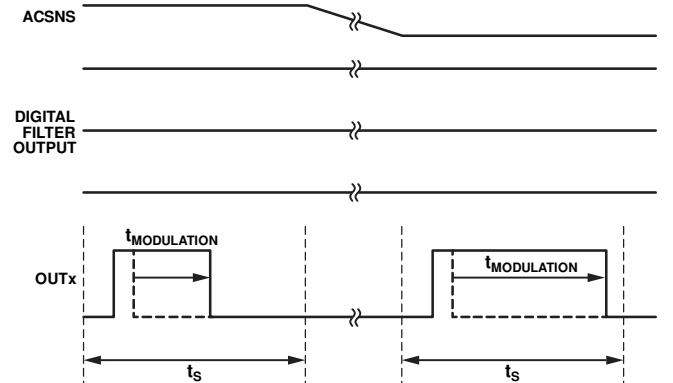 ACSNS
DIGITAL
FILTER
OUTPUT
tMODULATION
OUTx
tMODULATION
tS
tS